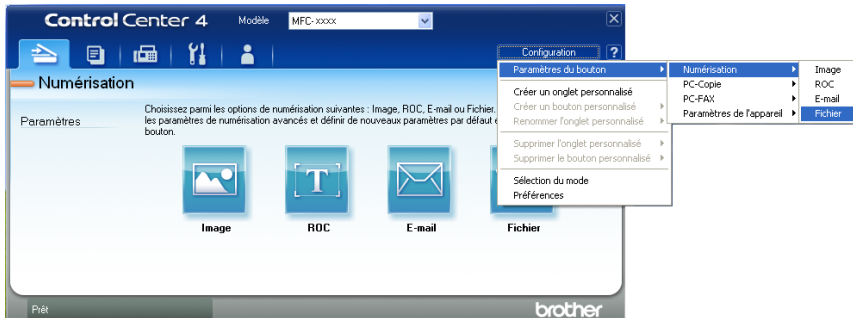 Control Center 4 Modèle MFC-xxxx
Configuration ?
Numérisation
Paramètres
Choisissez parmi les options de numérisation suivantes : Image, ROC, E-mail ou Fichier.
les paramètres de numérisation avancés et définir de nouveaux paramètres par défaut
bouton.
Image ROC E-mail Fichier
Paramètres du bouton
Créer un onglet personnalisé
Créer un bouton personnalisé
Renommer l'onglet personnalisé
Supprimer l'onglet personnalisé
Supprimer le bouton personnalisé
Sélection du mode
Préférences
Numérisation
PC-Copie
PC-FAX
Paramètres de l'appareil
Image
ROC
E-mail
Fichier
Prêt brother